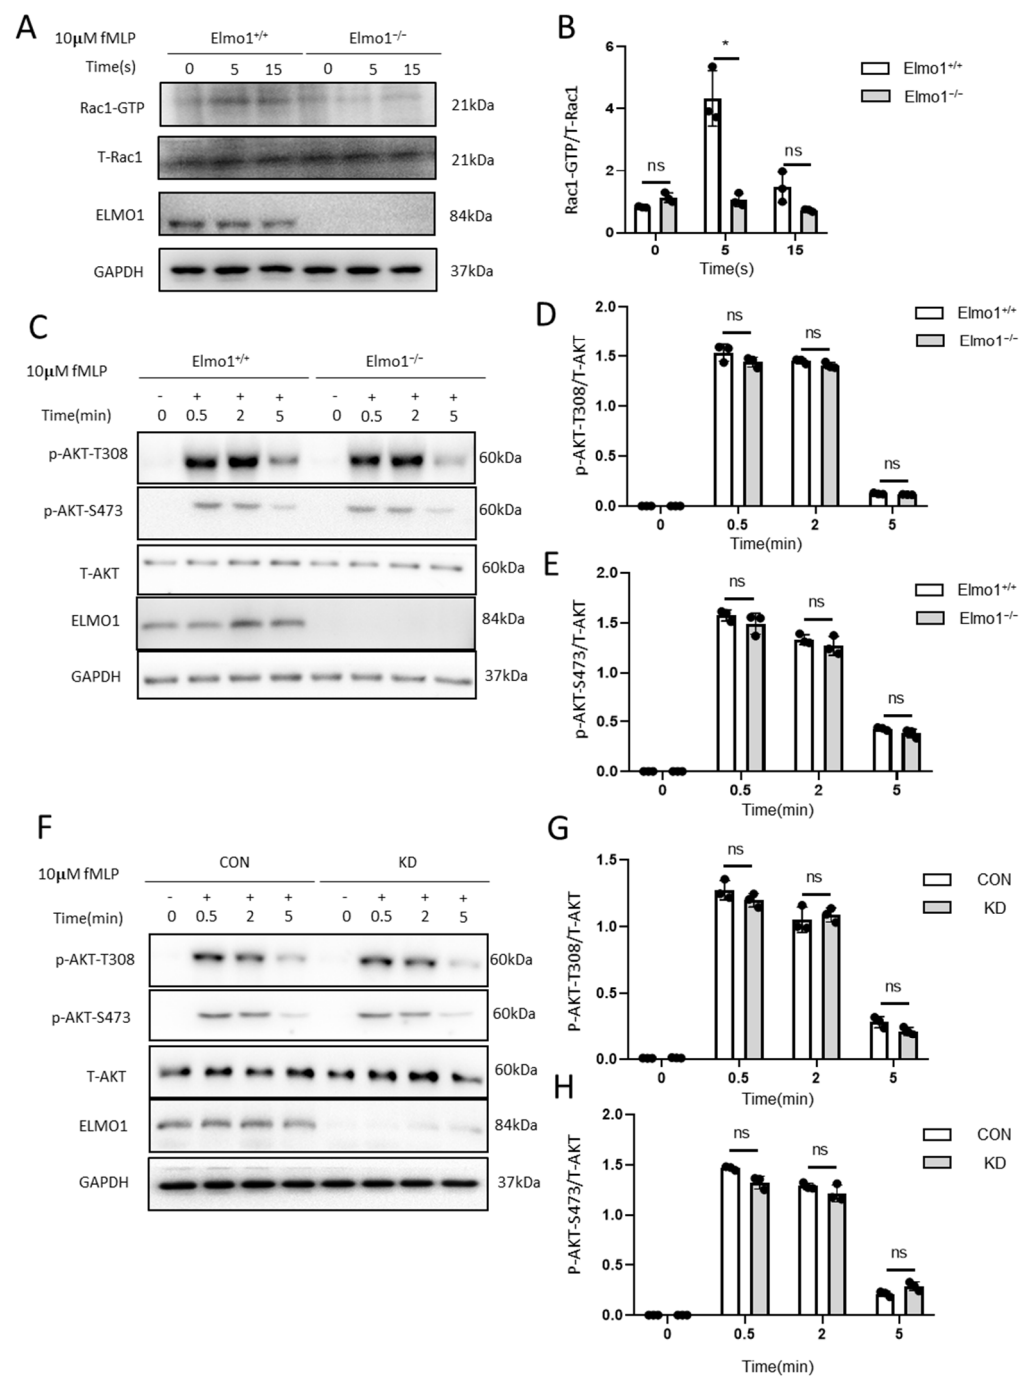 A
10μM fMLP
Elmo1+/+ Elmo1−/−
Time(s) 0 5 15 0 5 15
Rac1-GTP 21kDa
T-Rac1 21kDa
ELMO1 84kDa
GAPDH 37kDa
B
Rac1-GTP/T-Rac1
6
4
2
0
ns * ns
0 5 15
Time(s)
Elmo1+/+
Elmo1−/−
C
10μM fMLP
Elmo1+/+ Elmo1−/−
- + + + - + + +
Time(min) 0 0.5 2 5 0 0.5 2 5
p-AKT-T308 60kDa
p-AKT-S473 60kDa
T-AKT 60kDa
ELMO1 84kDa
GAPDH 37kDa
D
p-AKT-T308/T-AKT
2.0
1.5
1.0
0.5
0.0
ns ns ns
0 0.5 2 5
Time(min)
Elmo1+/+
Elmo1−/−
E
p-AKT-S473/T-AKT
2.0
1.5
1.0
0.5
0.0
ns ns ns
0 0.5 2 5
Time(min)
Elmo1+/+
Elmo1−/−
F
10μM fMLP
CON KD
- + + + - + + +
Time(min) 0 0.5 2 5 0 0.5 2 5
p-AKT-T308 60kDa
p-AKT-S473 60kDa
T-AKT 60kDa
ELMO1 84kDa
GAPDH 37kDa
G
P-AKT-T308/T-AKT
1.5
1.0
0.5
0.0
ns ns ns
0 0.5 2 5
Time(min)
CON
KD
H
P-AKT-S473/T-AKT
2.0
1.5
1.0
0.5
0.0
ns ns ns
0 0.5 2 5
Time(min)
CON
KD